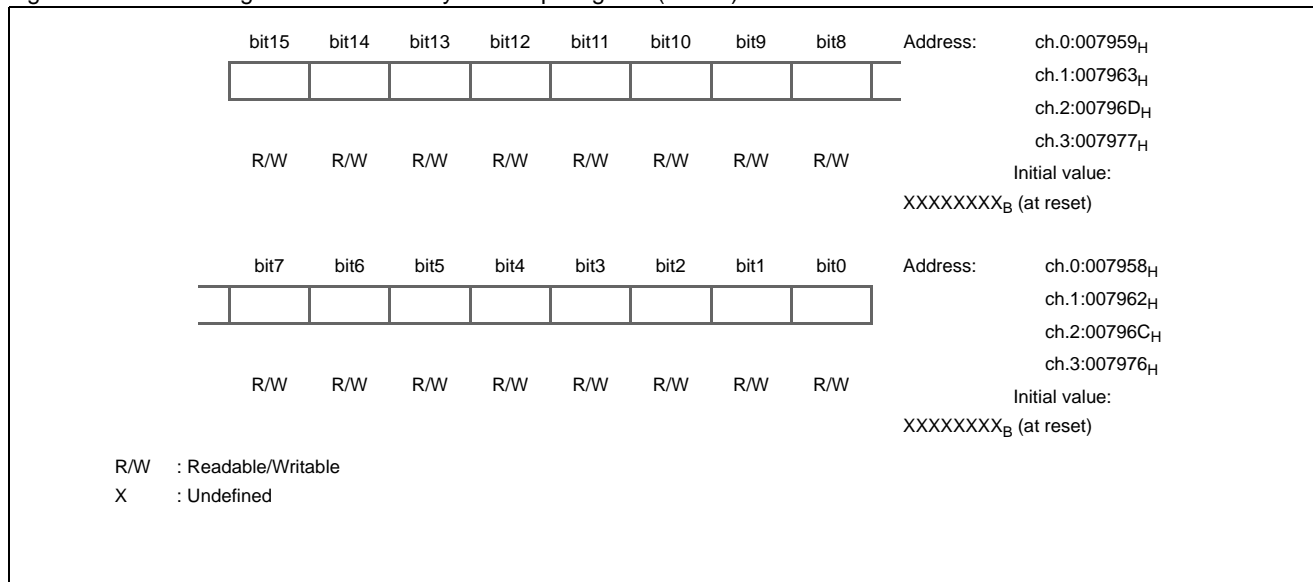 bit15 bit14 bit13 bit12 bit11 bit10 bit9 bit8 Address: ch.0:007959H
ch.1:007963H
ch.2:00796DH
ch.3:007977H
R/W R/W R/W R/W R/W R/W R/W R/W
Initial value:
XXXXXXXXB (at reset)
bit7 bit6 bit5 bit4 bit3 bit2 bit1 bit0 Address: ch.0:007958H
ch.1:007962H
ch.2:00796CH
ch.3:007976H
R/W R/W R/W R/W R/W R/W R/W R/W
Initial value:
XXXXXXXXB (at reset)
R/W : Readable/Writable
X : Undefined